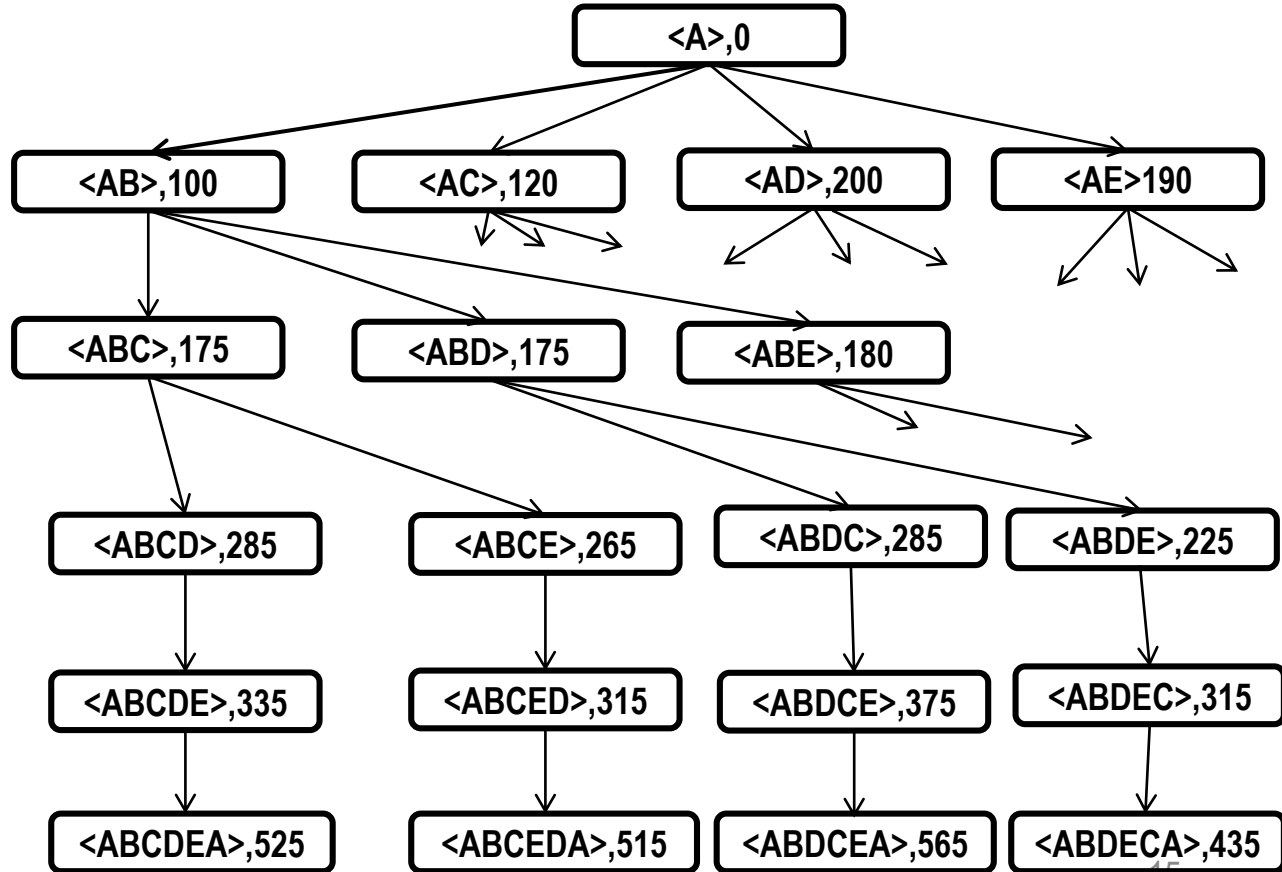 <A>,0
<AB>,100
<AC>,120
<AD>,200
<AE>190
<ABC>,175
<ABD>,175
<ABE>,180
<ABCD>,285
<ABCE>,265
<ABDC>,285
<ABDE>,225
<ABCDE>,335
<ABCED>,315
<ABDCE>,375
<ABDEC>,315
<ABCDEA>,525
<ABCEDA>,515
<ABDCEA>,565
<ABDECA>,435